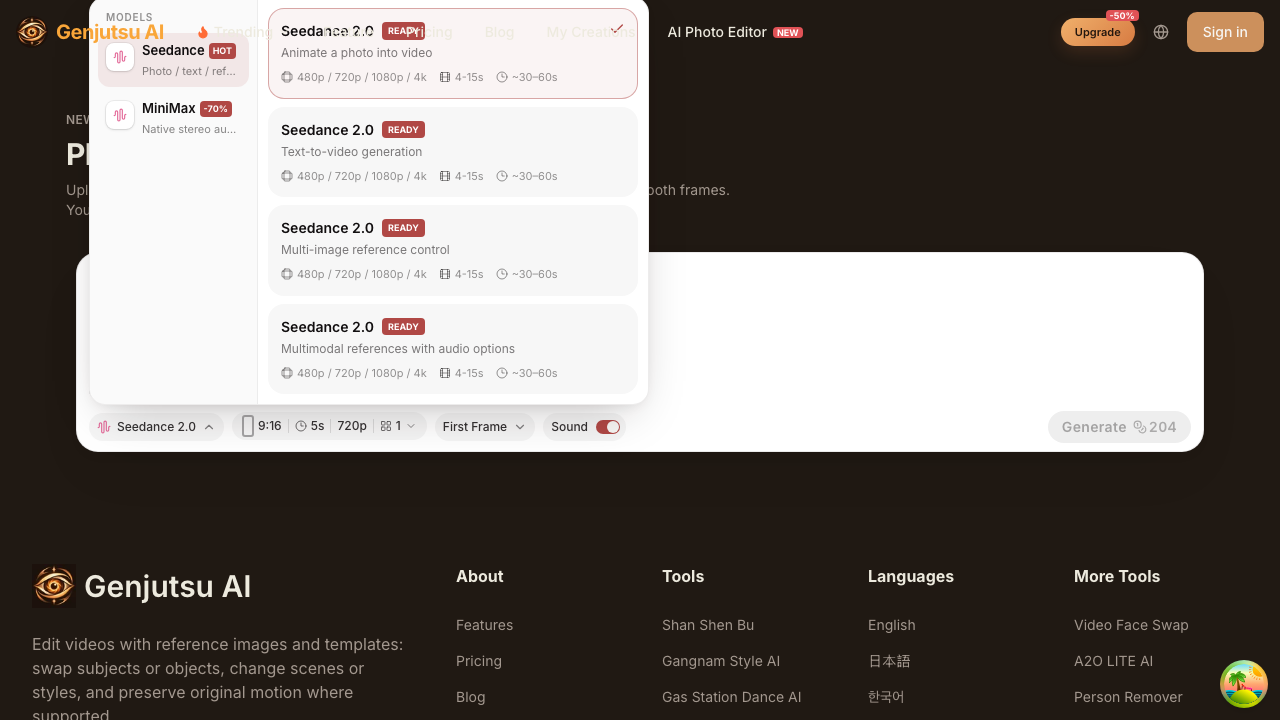 Genjutsu AI
Trending
Pricing
Blog
My Creations
AI Photo Editor NEW
Upgrade
-50%
Sign in
MODELS
Seedance HOT
Photo / text / ref...
MiniMax -70%
Native stereo au...
Seedance 2.0 READY
Animate a photo into video
480p / 720p / 1080p / 4k 4-15s ~30–60s
Seedance 2.0 READY
Text-to-video generation
480p / 720p / 1080p / 4k 4-15s ~30–60s
Seedance 2.0 READY
Multi-image reference control
480p / 720p / 1080p / 4k 4-15s ~30–60s
Seedance 2.0 READY
Multimodal references with audio options
480p / 720p / 1080p / 4k 4-15s ~30–60s
both frames.
Seedance 2.0
9:16 5s 720p 1
First Frame
Sound
Generate 204
Genjutsu AI
Edit videos with reference images and templates:
swap subjects or objects, change scenes or
styles, and preserve original motion where
supported.
About
Features
Pricing
Blog
Tools
Shan Shen Bu
Gangnam Style AI
Gas Station Dance AI
Languages
English
日本語
한국어
More Tools
Video Face Swap
A2O LITE AI
Person Remover